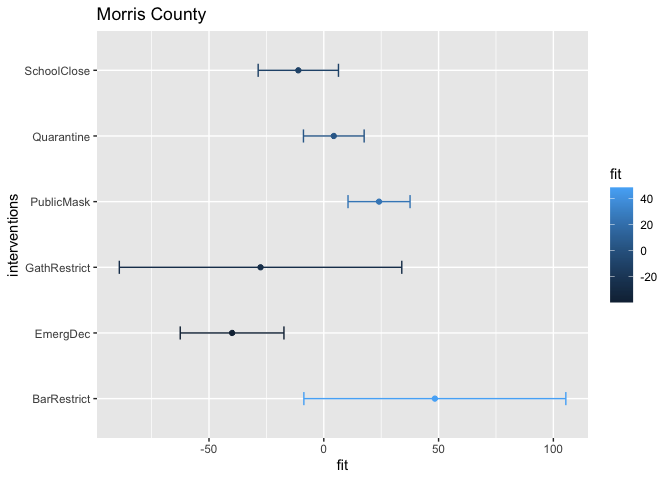 Morris County
SchoolClose
Quarantine
PublicMask
GathRestrict
EmergDec
BarRestrict
interventions
-50
0
50
100
fit
fit
40
20
0
-20